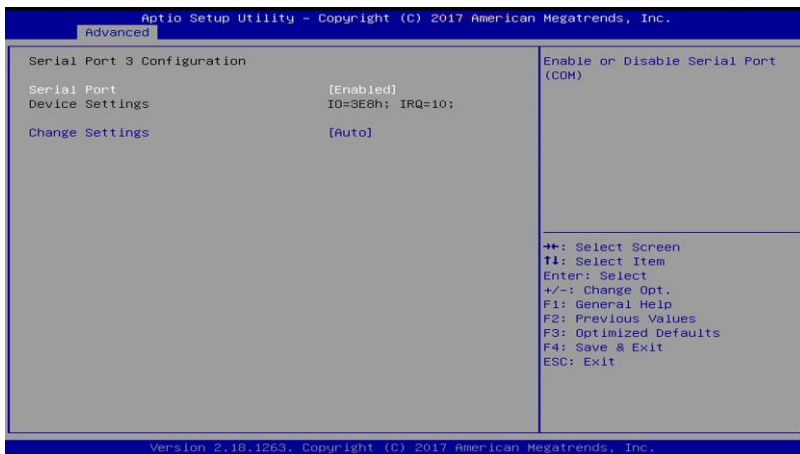 Aptio Setup Utility – Copyright (C) 2017 American Megatrends, Inc.
Advanced
Serial Port 3 Configuration
Serial Port [Enabled]
Device Settings IO=3E8h; IRQ=10;
Change Settings [Auto]
Enable or Disable Serial Port
(COM)
→←: Select Screen
↑↓: Select Item
Enter: Select
+/-: Change Opt.
F1: General Help
F2: Previous Values
F3: Optimized Defaults
F4: Save & Exit
ESC: Exit
Version 2.18.1263. Copyright (C) 2017 American Megatrends, Inc.